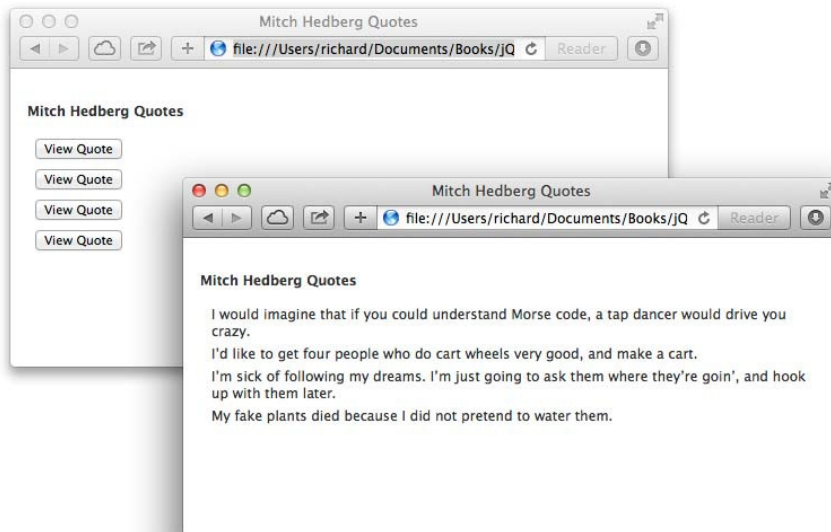 Mitch Hedberg Quotes
file:///Users/richard/Documents/Books/jQ
Reader
Mitch Hedberg Quotes
View Quote
View Quote
View Quote
View Quote
Mitch Hedberg Quotes
file:///Users/richard/Documents/Books/jQ
Reader
Mitch Hedberg Quotes
I would imagine that if you could understand Morse code, a tap dancer would drive you
crazy.
I'd like to get four people who do cart wheels very good, and make a cart.
I'm sick of following my dreams. I'm just going to ask them where they're goin', and hook
up with them later.
My fake plants died because I did not pretend to water them.